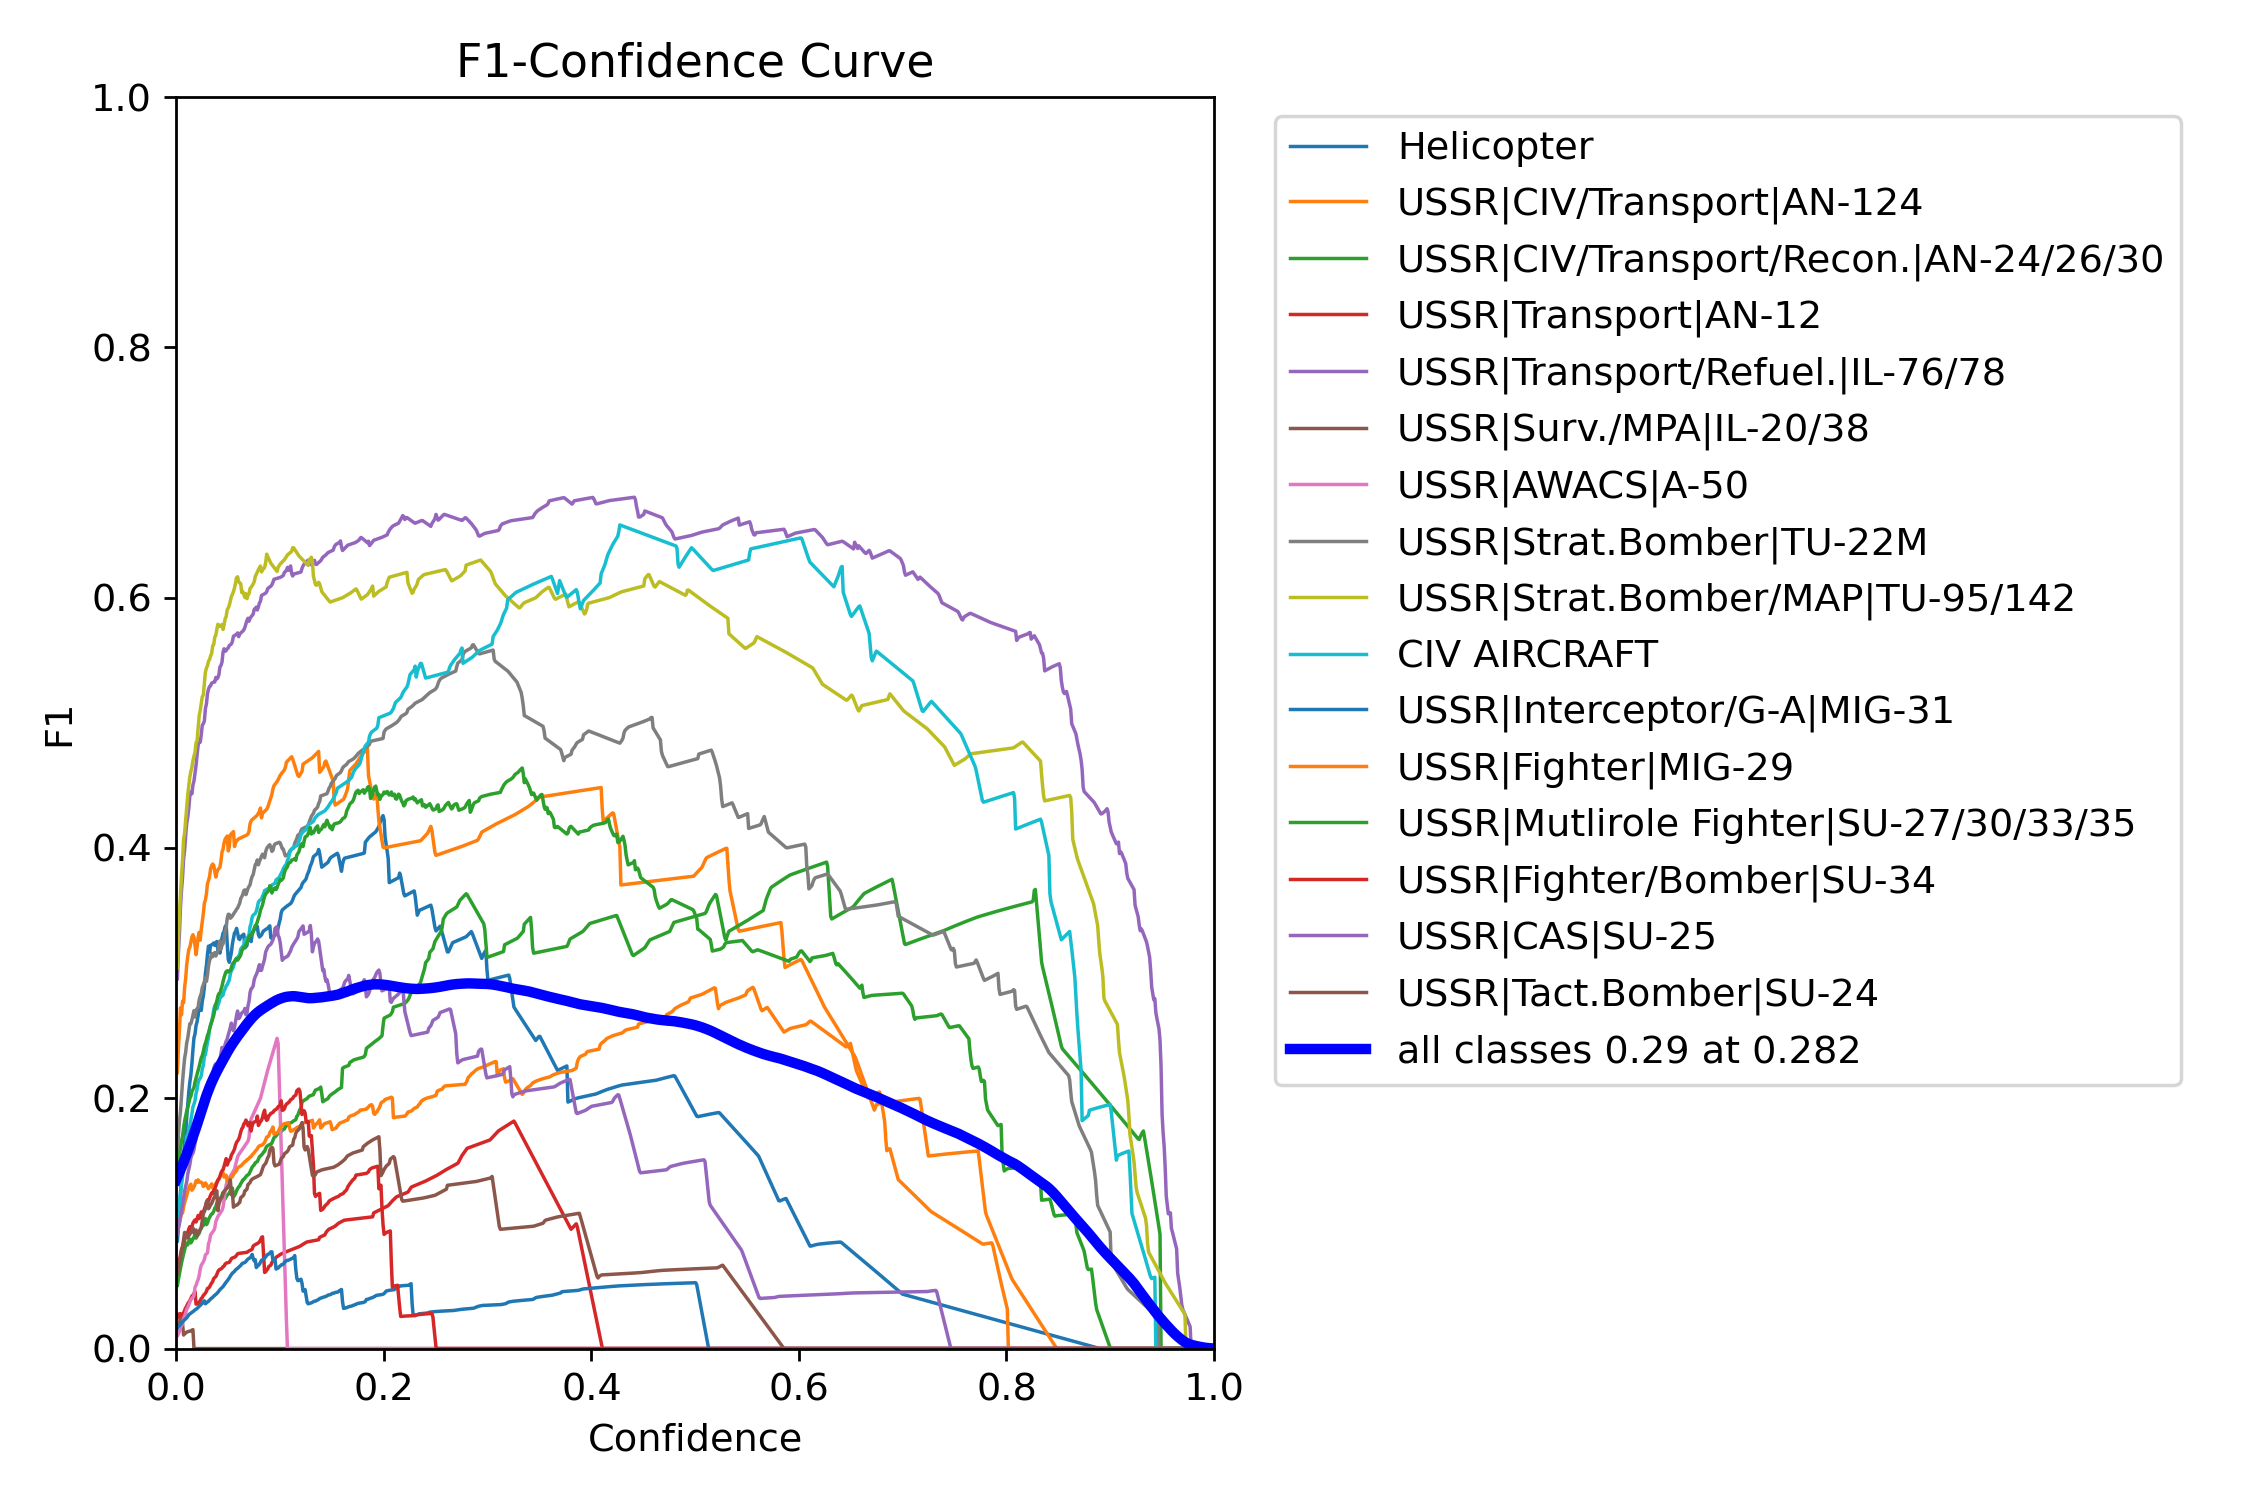 F1-Confidence Curve
1.0
0.8
0.6
0.4
0.2
0.0
F1
0.0 0.2 0.4 0.6 0.8 1.0
Confidence
Helicopter
USSR|CIV/Transport|AN-124
USSR|CIV/Transport/Recon.|AN-24/26/30
USSR|Transport|AN-12
USSR|Transport/Refuel.|IL-76/78
USSR|Surv./MPA|IL-20/38
USSR|AWACS|A-50
USSR|Strat.Bomber|TU-22M
USSR|Strat.Bomber/MAP|TU-95/142
CIV AIRCRAFT
USSR|Interceptor/G-A|MIG-31
USSR|Fighter|MIG-29
USSR|Mutlirole Fighter|SU-27/30/33/35
USSR|Fighter/Bomber|SU-34
USSR|CAS|SU-25
USSR|Tact.Bomber|SU-24
all classes 0.29 at 0.282